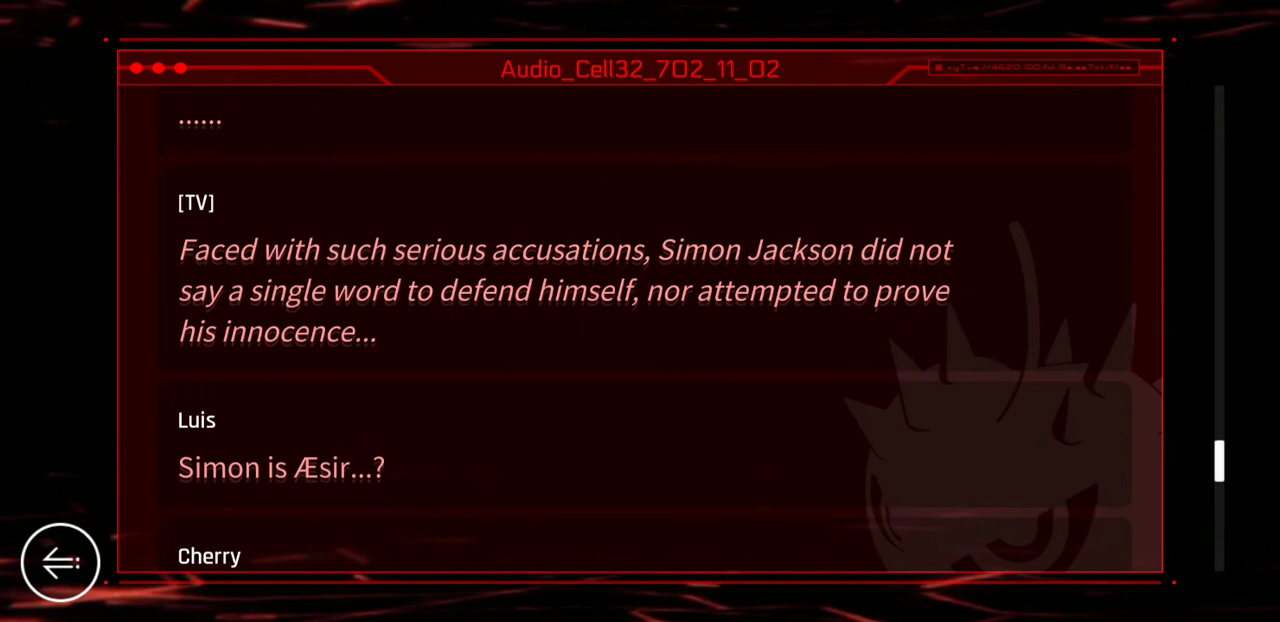 Audio_Cell32_702_11_02
......
[TV]
Faced with such serious accusations, Simon Jackson did not
say a single word to defend himself, nor attempted to prove
his innocence...
Luis
Simon is Æsir...?
Cherry